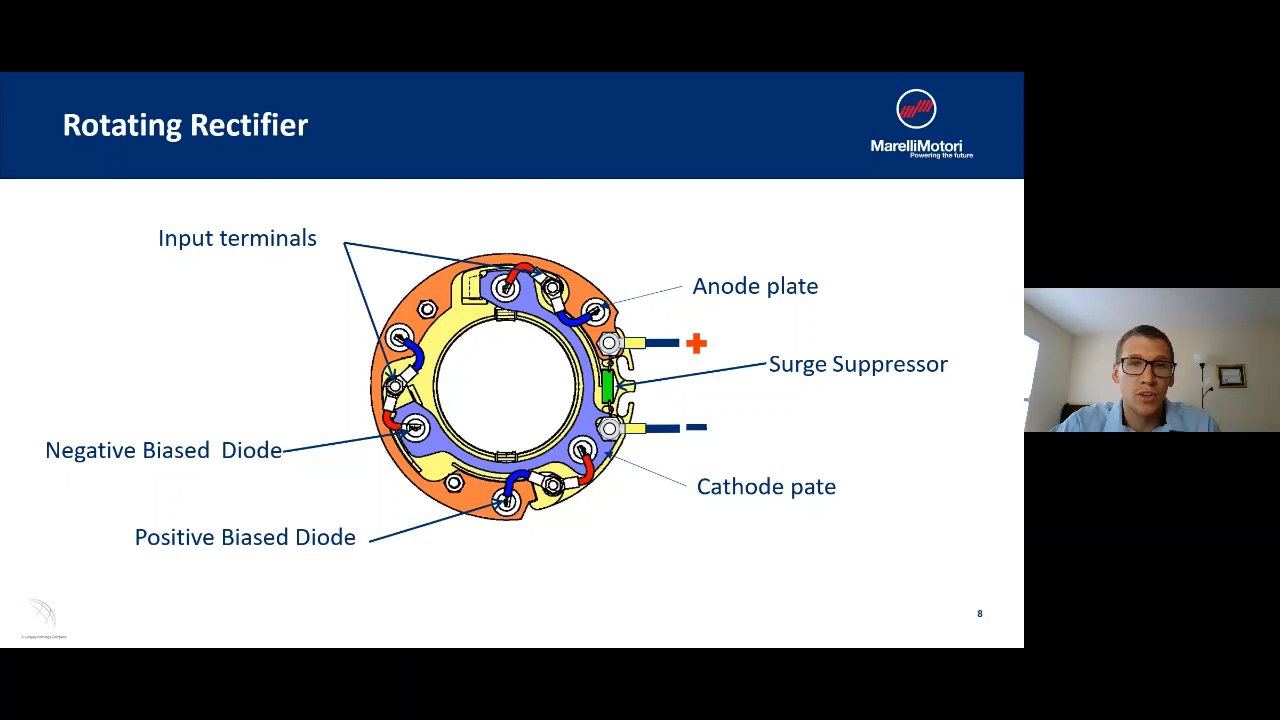 Rotating Rectifier
MarelliMotori
Powering the future
Input terminals
Anode plate
+
Surge Suppressor
Negative Biased Diode
Cathode pate
Positive Biased Diode
8